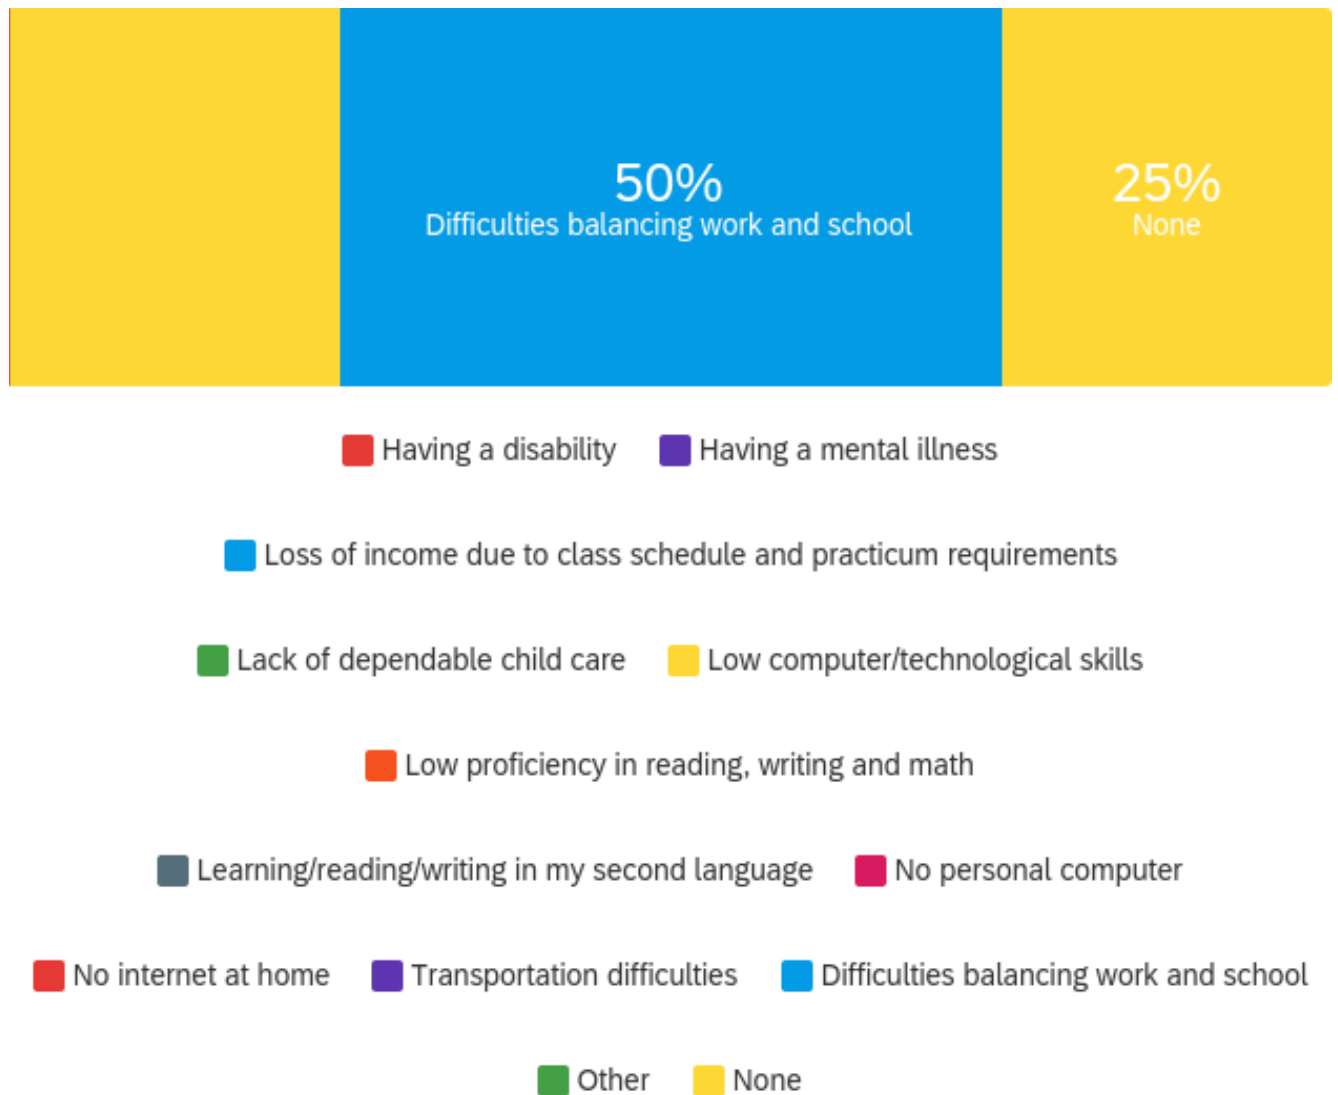 50%
Difficulties balancing work and school
25%
None
Having a disability
Having a mental illness
Loss of income due to class schedule and practicum requirements
Lack of dependable child care
Low computer/technological skills
Low proficiency in reading, writing and math
Learning/reading/writing in my second language
No personal computer
No internet at home
Transportation difficulties
Difficulties balancing work and school
Other
None